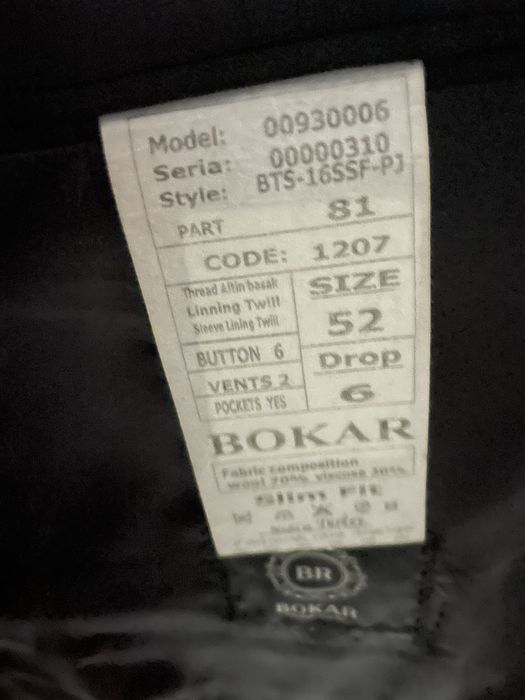 Model: 00930006
Seria: 00000310
Style: BTS-16SSF-PJ
PART 81
CODE: 1207
Thread Altin basak
Linning Twill
Sleeve Lining Twill
SIZE
52
BUTTON 6
VENTS 2
POCKETS YES
Drop
6
BOKAR
Fabric composition
wool 70% viscose 30%
Slim Fit
BR
BOKAR